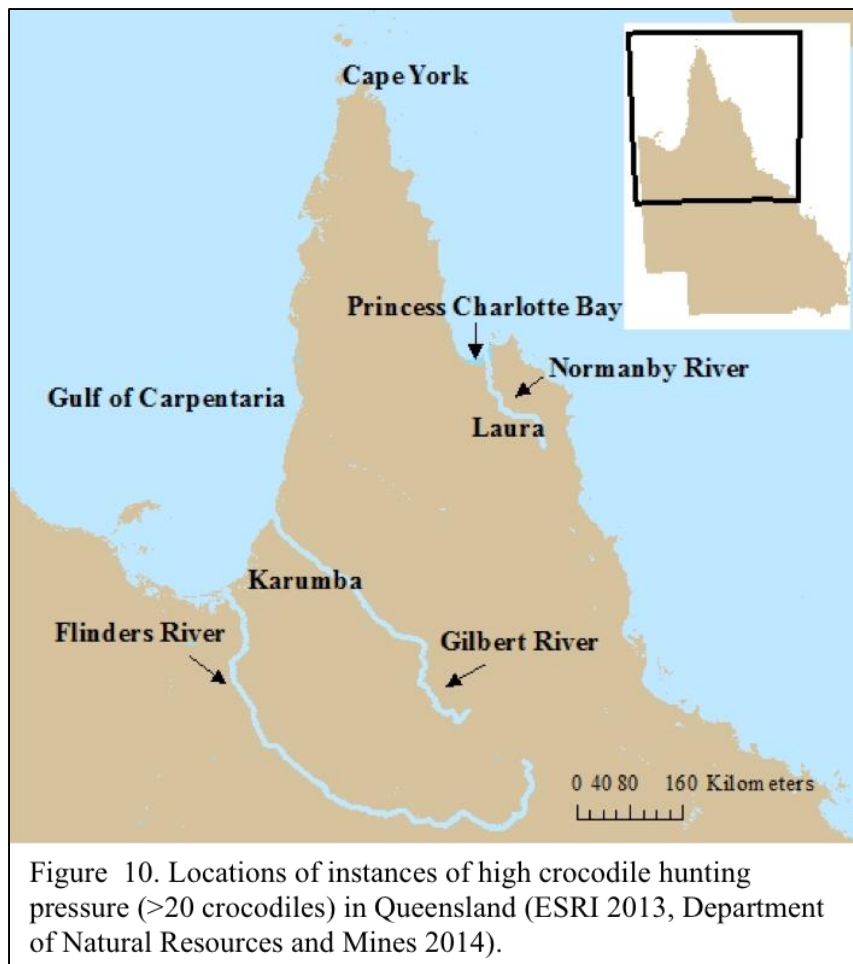 Cape York
Princess Charlotte Bay
Normanby River
Gulf of Carpentaria
Laura
Karumba
Flinders River
Gilbert River
0 40 80 160 Kilometers
Figure 10. Locations of instances of high crocodile hunting
pressure (>20 crocodiles) in Queensland (ESRI 2013, Department
of Natural Resources and Mines 2014).